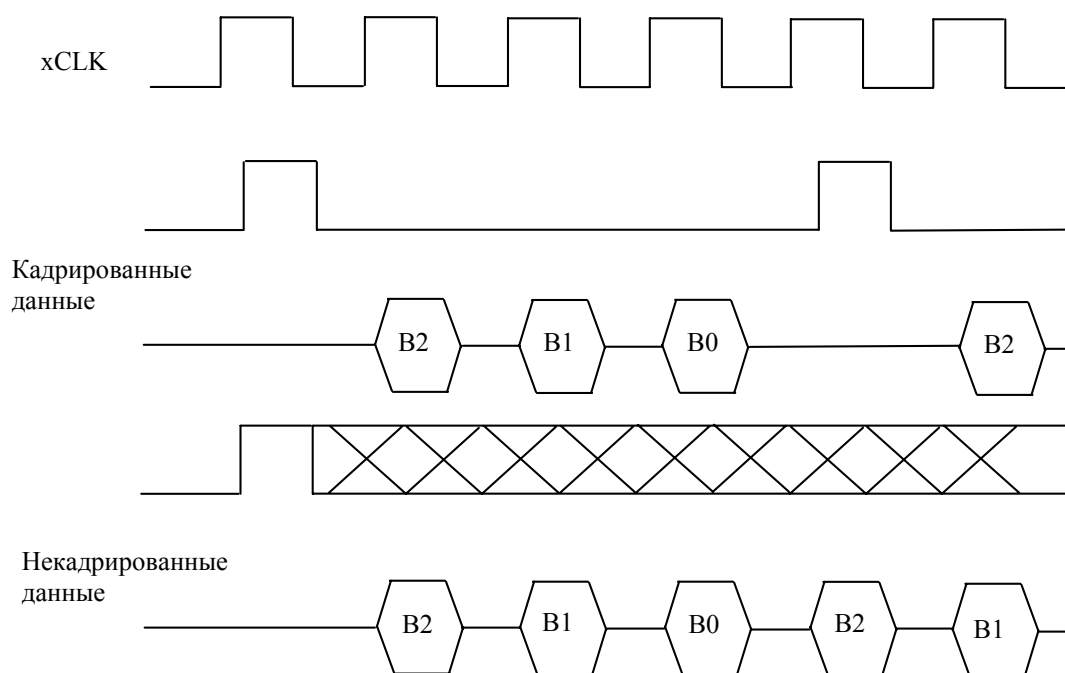 xCLK
Кадрированные
данные
B2 B1 B0 B2
Некадрированные
данные
B2 B1 B0 B2 B1